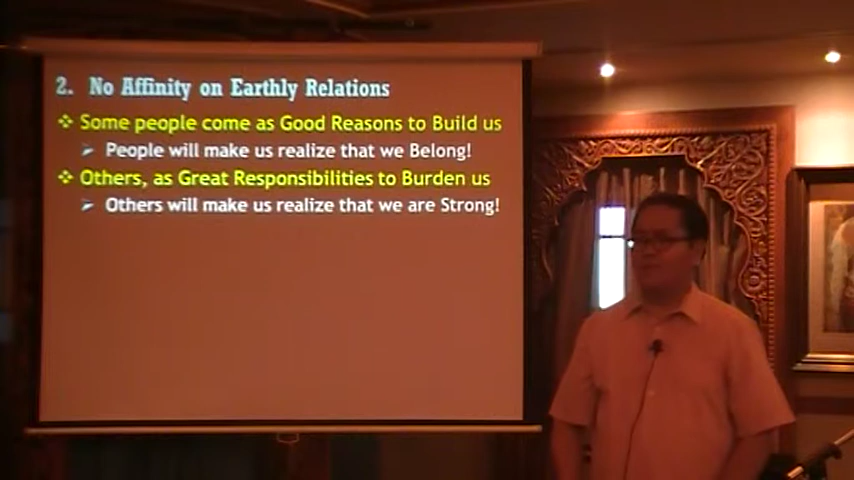 2. No Affinity on Earthly Relations
Some people come as Good Reasons to Build us
People will make us realize that we Belong!
Others, as Great Responsibilities to Burden us
Others will make us realize that we are Strong!